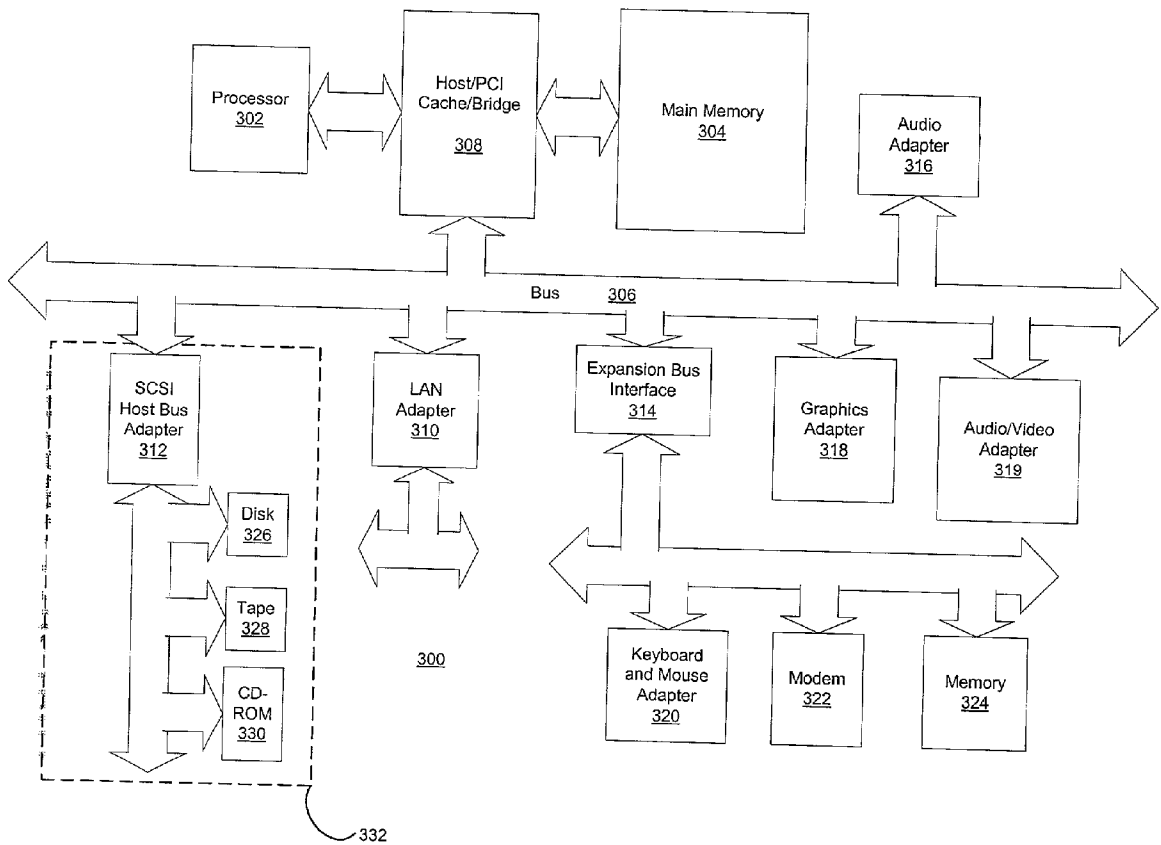 Processor
302
Host/PCI
Cache/Bridge
308
Main Memory
304
Audio
Adapter
316
Bus 306
SCSI
Host Bus
Adapter
312
LAN
Adapter
310
Expansion Bus
Interface
314
Graphics
Adapter
318
Audio/Video
Adapter
319
Disk
326
Tape
328
CD-
ROM
330
300
Keyboard
and Mouse
Adapter
320
Modem
322
Memory
324
332